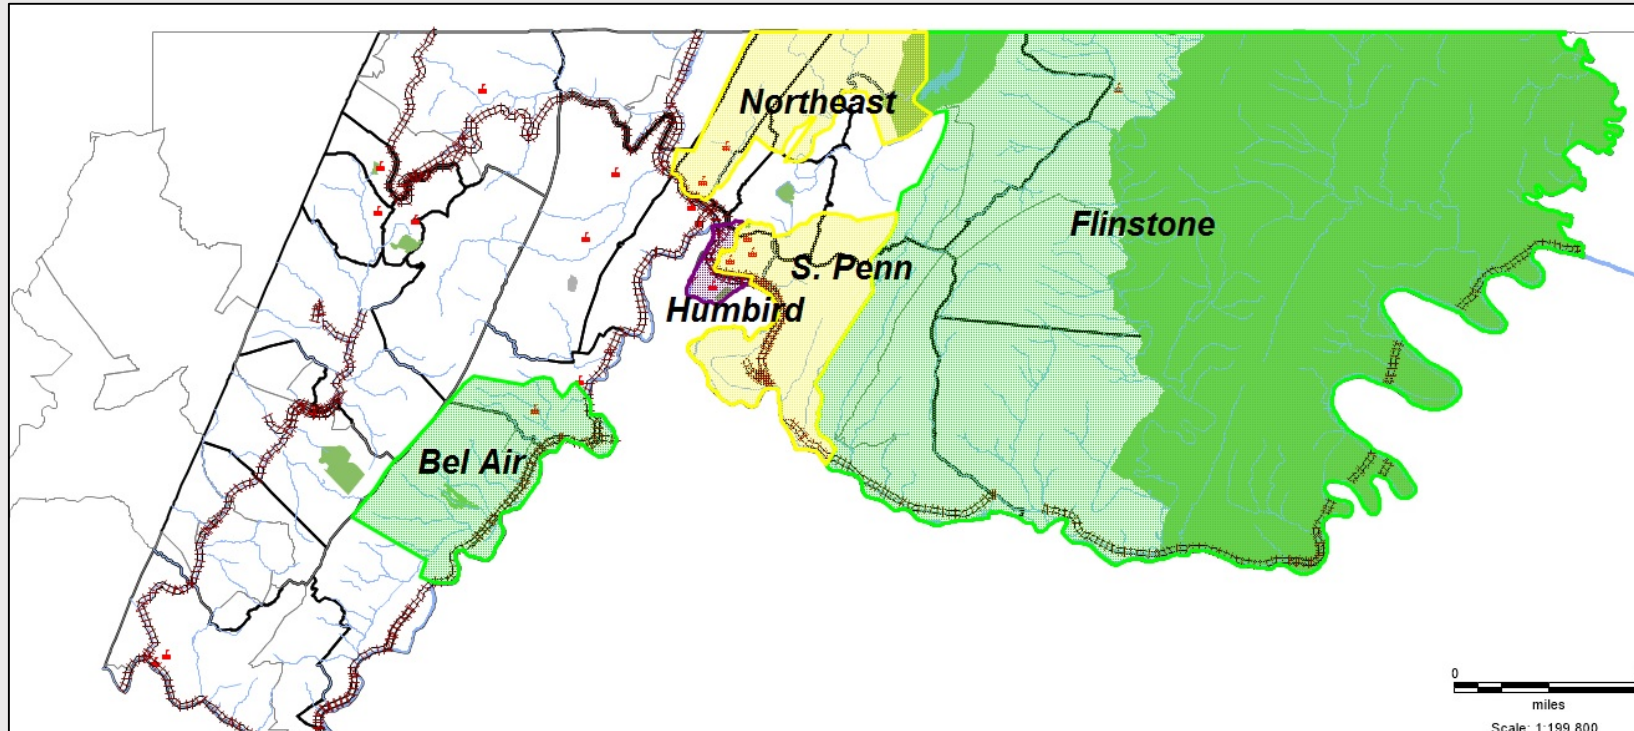 Northeast
Flinstone
S. Penn
Humbird
Bel Air
0
miles
Scale: 1:199,800